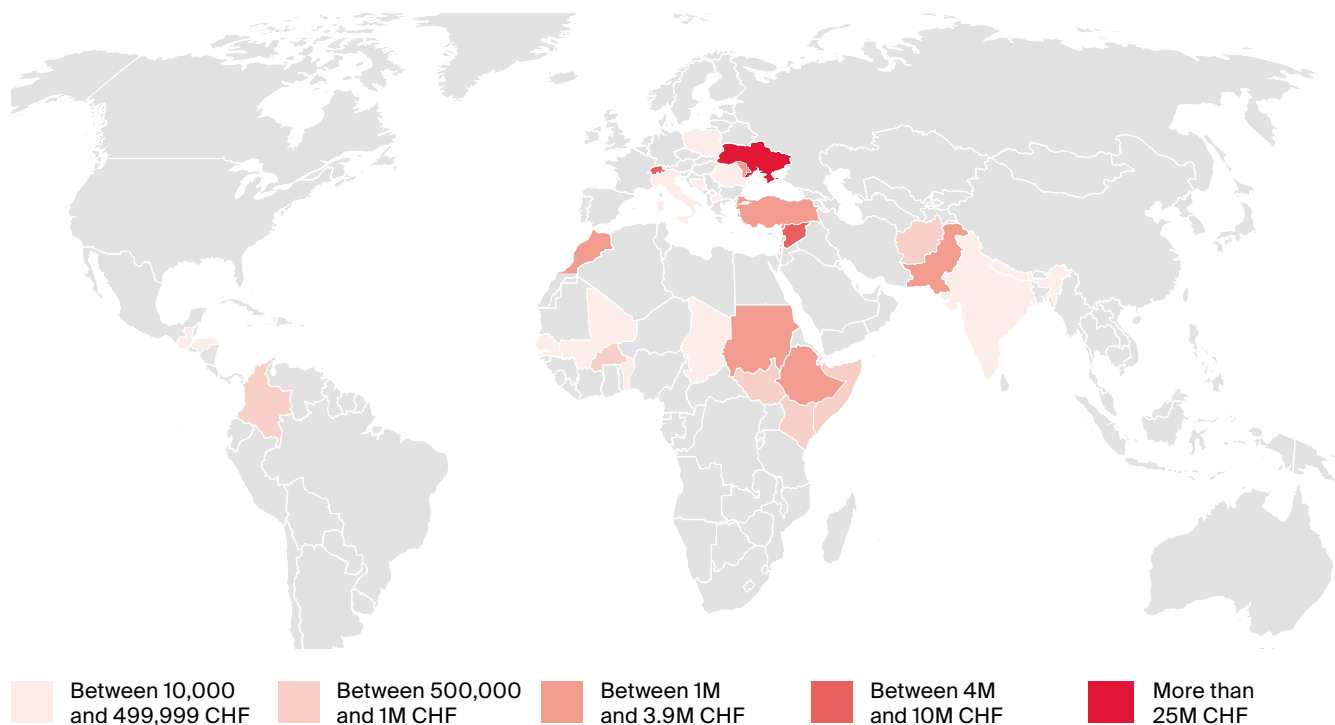 Between 10,000
and 499,999 CHF
Between 500,000
and 1M CHF
Between 1M
and 3.9M CHF
Between 4M
and 10M CHF
More than
25M CHF